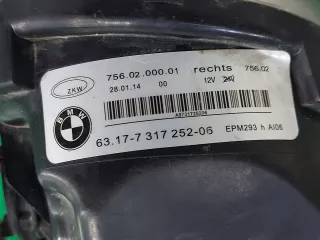 756.02.000.01 rechts 756.02
ZKW 28.01.14 00 12V
BMW
63.17-7 317 252-06 EPM293 h AI06